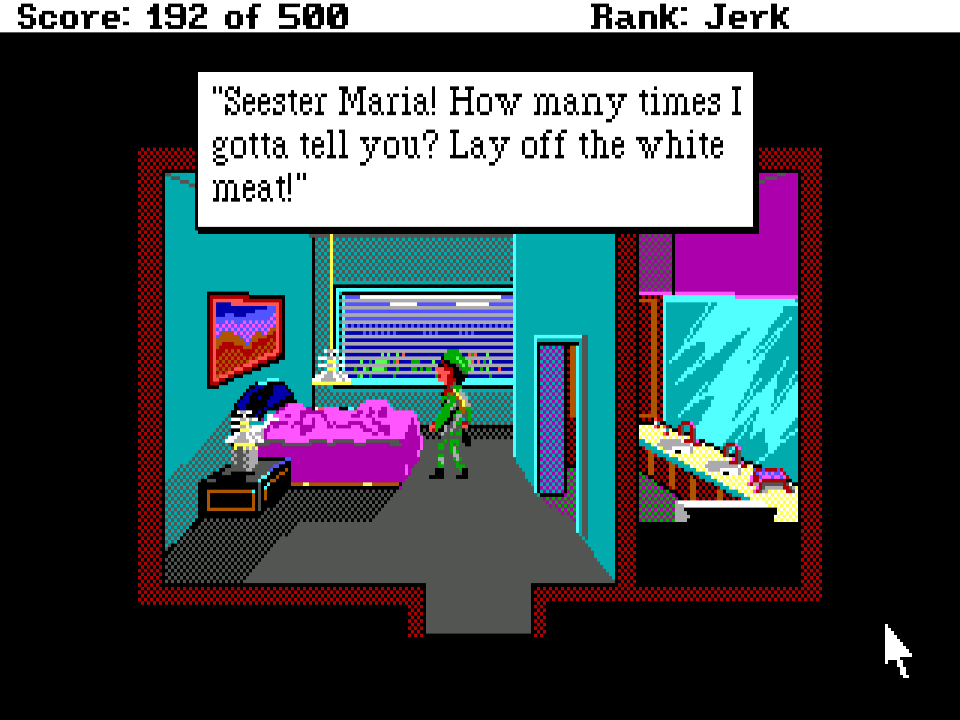 Score: 192 of 500 Rank: Jerk
"Seester Maria! How many times I
gotta tell you? Lay off the white
meat!"